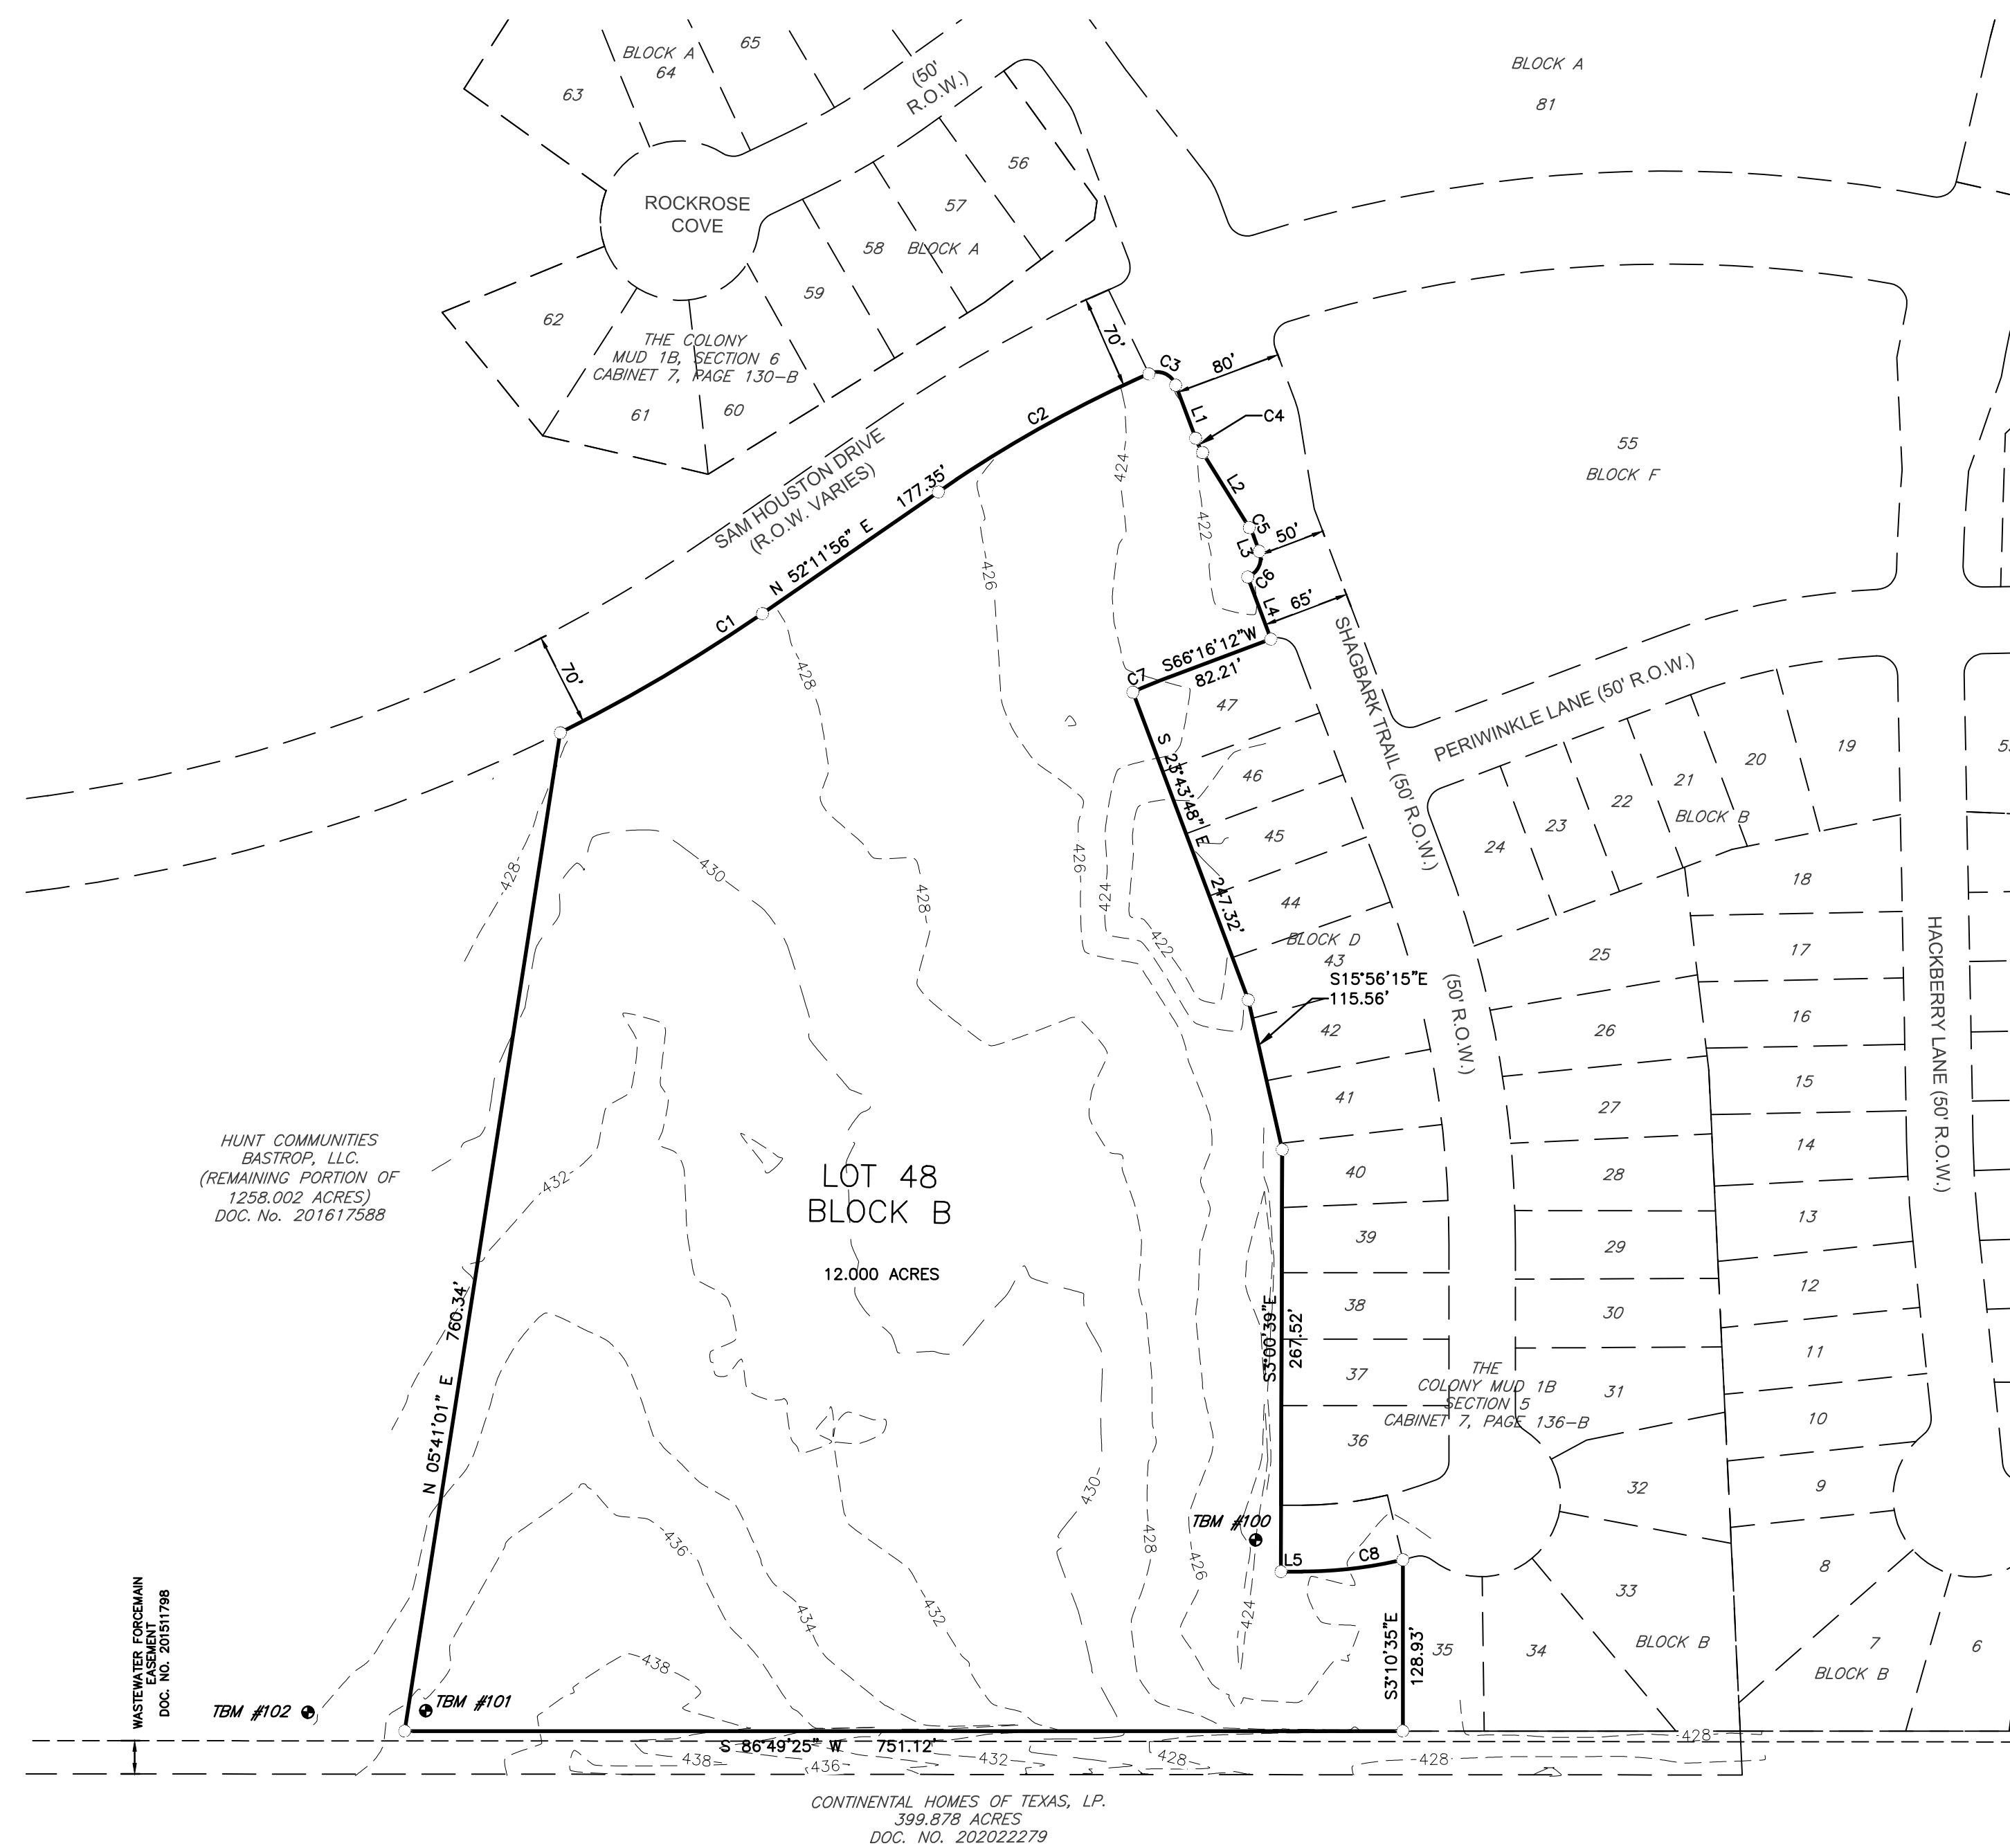 BLOCK A
64
65
63
(50'
R.O.W.)
BLOCK A
81
56
57
58
BLOCK A
59
ROCKROSE
COVE
62
THE COLONY
MUD 1B, SECTION 6
CABINET 7, PAGE 130-B
61
60
70'
C3
80'
L1
C4
C2
424
SAM HOUSTON DRIVE
(R.O.W. VARIES)
177.35'
N 52°11'56" E
L2
422
C5
50'
L3
C6
L4
65'
55
BLOCK F
426
C1
70'
428
S66°16'12"W
82.21'
C7
47
SHAGBARK TRAIL (50' R.O.W.)
PERIWINKLE LANE (50' R.O.W.)
19
20
21
22
23
24
BLOCK B
S 23°43'48" E
247.32'
46
45
44
BLOCK D
43
428
430
428
426
424
422
S15°56'15"E
115.56'
(50' R.O.W.)
42
41
40
39
38
37
36
18
17
16
15
14
13
12
11
10
9
8
7
6
25
26
27
28
29
30
31
32
33
34
35
HACKBERRY LANE (50' R.O.W.)
HUNT COMMUNITIES
BASTROP, LLC.
(REMAINING PORTION OF
1258.002 ACRES)
DOC. No. 201617588
432
LOT 48
BLOCK B
12.000 ACRES
N 05°41'01" E
760.34'
S3°00'39"E
267.52'
THE
COLONY MUD 1B
SECTION 5
CABINET 7, PAGE 136-B
430
428
426
424
TBM #100
L5
C8
436
434
432
438
S3°10'35"E
128.93'
BLOCK B
BLOCK B
WASTEWATER FORCEMAIN
EASEMENT
DOC. NO. 201511798
TBM #102
TBM #101
S 86°49'25" W
751.12'
438
436
432
428
428
428
CONTINENTAL HOMES OF TEXAS, LP.
399.878 ACRES
DOC. NO. 202022279